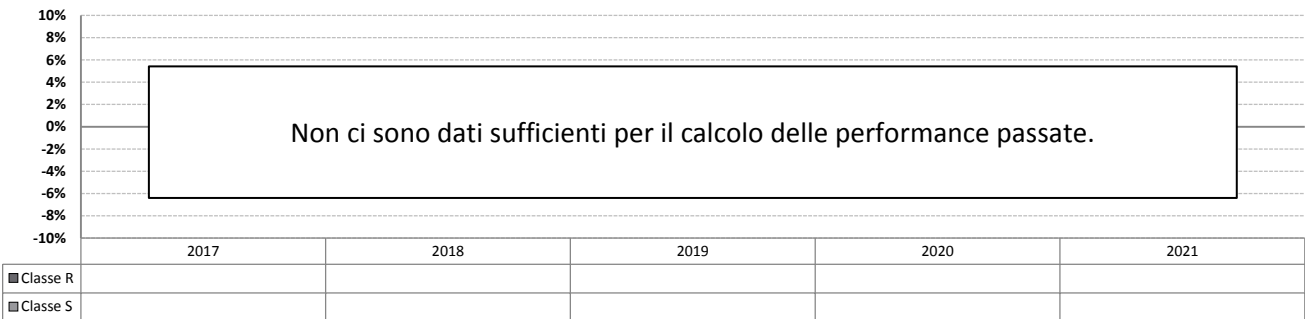 10%
8%
6%
4%
2%
0%
-2%
-4%
-6%
-8%
-10%
Non ci sono dati sufficienti per il calcolo delle performance passate.
2017 2018 2019 2020 2021
Classe R
Classe S